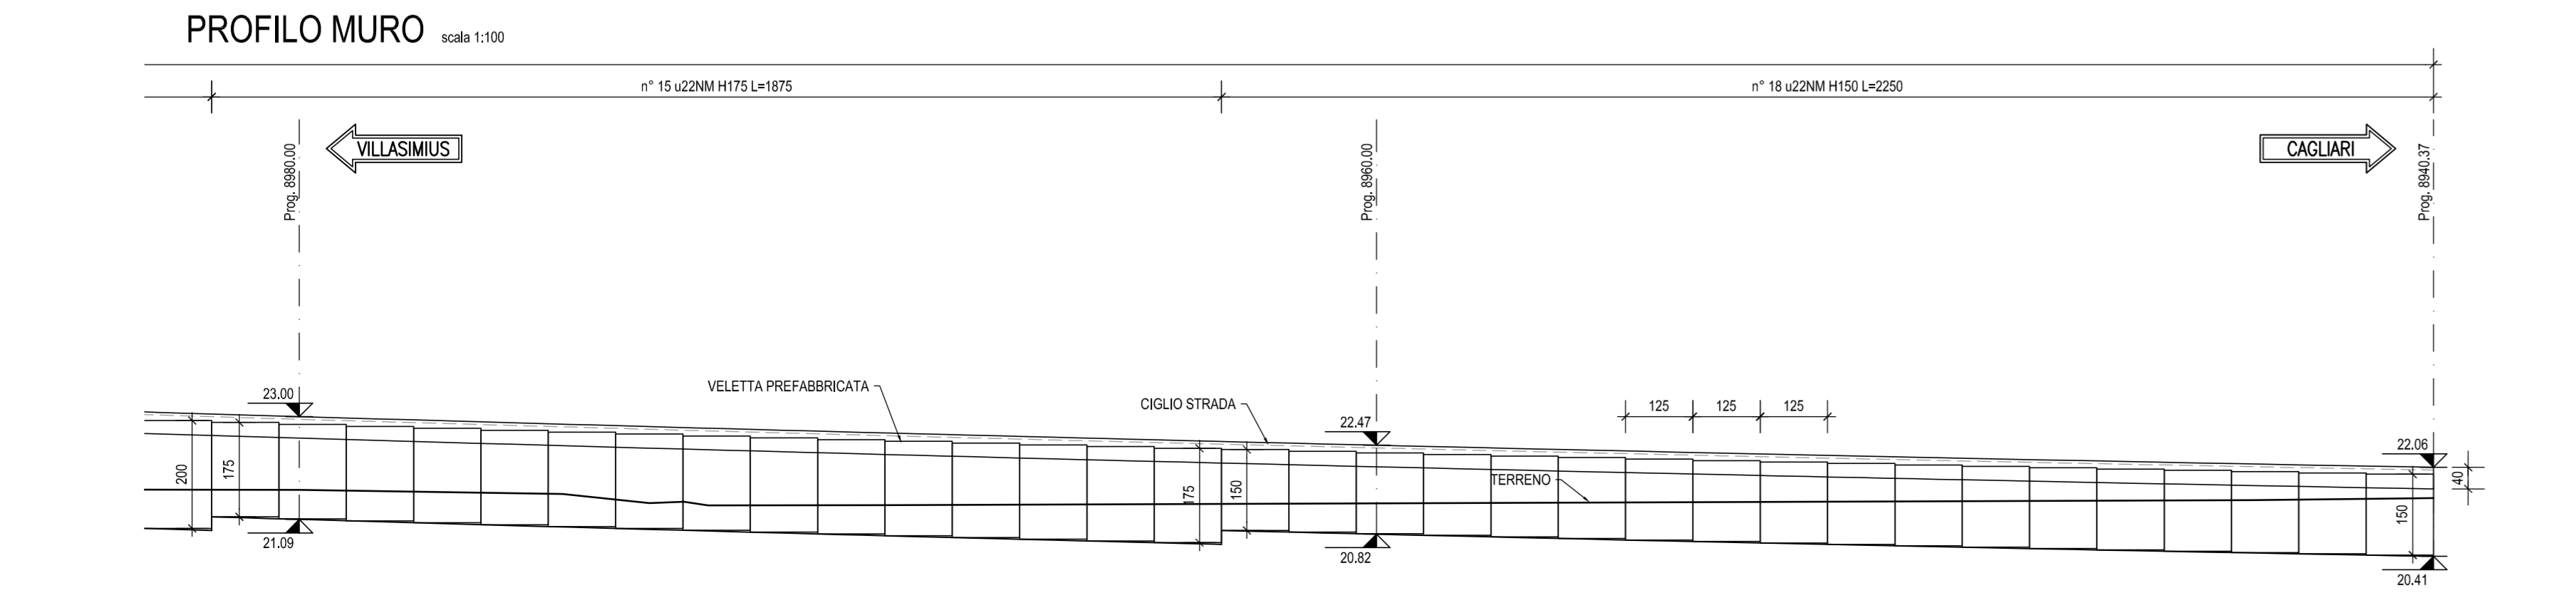 PROFILO MURO scala 1:100
n° 15 u22NM H175 L=1875
n° 18 u22NM H150 L=2250
Prog. 8980.00
VILLASIMIUS
Prog. 8960.00
CAGLIARI
Prog. 8940.37
23.00
VELETTA PREFABBRICATA
CIGLIO STRADA
22.47
125
125
125
22.06
200
175
175
150
TERRENO
40
150
21.09
20.82
20.41